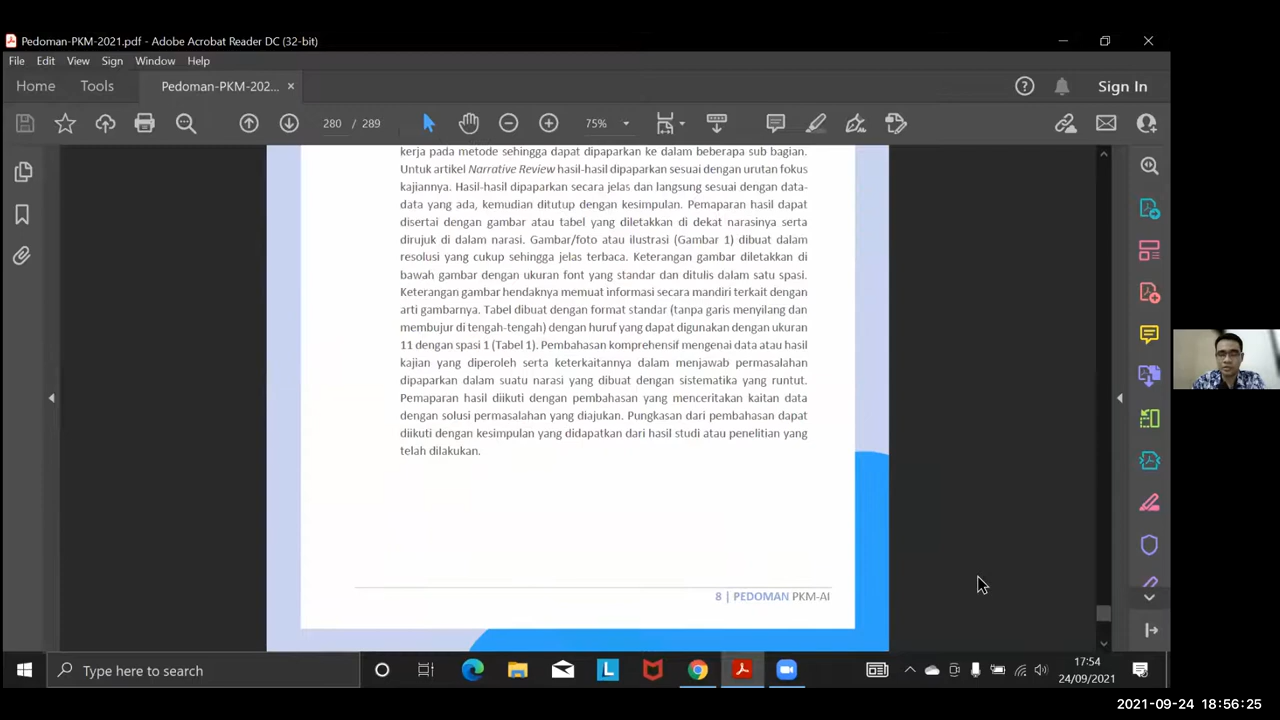 Pedoman-PKM-2021.pdf - Adobe Acrobat Reader DC (32-bit)
File Edit View Sign Window Help
Home Tools Pedoman-PKM-202... × Sign In
280 / 289 75%
kerja pada metode sehingga dapat dipaparkan ke dalam beberapa sub bagian.
Untuk artikel Narrative Review hasil-hasil dipaparkan sesuai dengan urutan fokus
kajiannya. Hasil-hasil dipaparkan secara jelas dan langsung sesuai dengan data-
data yang ada, kemudian ditutup dengan kesimpulan. Pemaparan hasil dapat
disertai dengan gambar atau tabel yang diletakkan di dekat narasinya serta
dirujuk di dalam narasi. Gambar/foto atau ilustrasi (Gambar 1) dibuat dalam
resolusi yang cukup sehingga jelas terbaca. Keterangan gambar diletakkan di
bawah gambar dengan ukuran font yang standar dan ditulis dalam satu spasi.
Keterangan gambar hendaknya memuat informasi secara mandiri terkait dengan
arti gambarnya. Tabel dibuat dengan format standar (tanpa garis menyilang dan
membujur di tengah-tengah) dengan huruf yang dapat digunakan dengan ukuran
11 dengan spasi 1 (Tabel 1). Pembahasan komprehensif mengenai data atau hasil
kajian yang diperoleh serta keterkaitannya dalam menjawab permasalahan
dipaparkan dalam suatu narasi yang dibuat dengan sistematika yang runtut.
Pemaparan hasil diikuti dengan pembahasan yang menceritakan kaitan data
dengan solusi permasalahan yang diajukan. Pungkasan dari pembahasan dapat
diikuti dengan kesimpulan yang didapatkan dari hasil studi atau penelitian yang
telah dilakukan.
8 | PEDOMAN PKM-AI
Type here to search
17:54
24/09/2021
2021-09-24 18:56:25